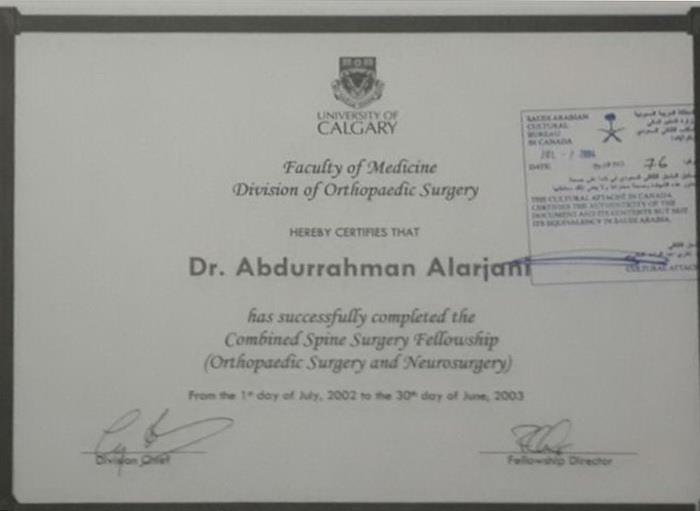 UNIVERSITY OF
CALGARY
Faculty of Medicine
Division of Orthopaedic Surgery
HEREBY CERTIFIES THAT
Dr. Abdurrahman Alarjani
has successfully completed the
Combined Spine Surgery Fellowship
(Orthopaedic Surgery and Neurosurgery)
From the 1st day of July, 2002 to the 30th day of June, 2003
Division Chief
Fellowship Director
SAUDI ARABIAN
CULTURAL
BUREAU
IN CANADA
DATE
NO. 76
THE CULTURAL ATTACHE IN CANADA
CERTIFIES THE AUTHENTICITY OF THE
DOCUMENT AND ITS CONTENTS BUT NOT
ITS EQUIVALENCY IN SAUDI ARABIA.
CULTURAL ATTACH